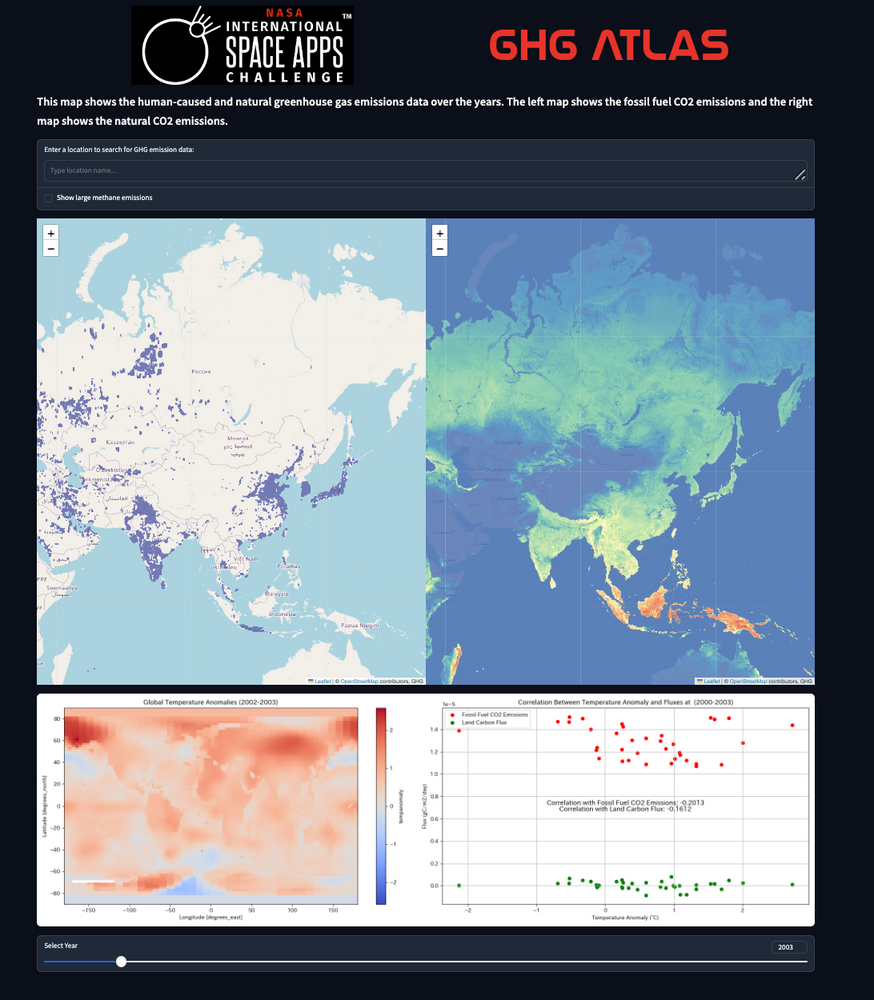 NASA
INTERNATIONAL
SPACE APPS
CHALLENGE
TM
GHG ATLAS
This map shows the human-caused and natural greenhouse gas emissions data over the years. The left map shows the fossil fuel CO2 emissions and the right
map shows the natural CO2 emissions.
Enter a location to search for GHG emission data:
Type location name...
Show large methane emissions
+
−
Россия
Казахстан
Монгол
Việt Nam
Malaysia
Indonesia
Papua Niugini
Leaflet | © OpenStreetMap contributors, GHG
+
−
Leaflet | © OpenStreetMap contributors, GHG
Global Temperature Anomalies (2002-2003)
80
60
40
20
0
−20
−40
−60
−80
Latitude [degrees_north]
−150
−100
−50
0
50
100
150
Longitude [degrees_east]
2
1
0
−1
−2
tempanomaly
Correlation Between Temperature Anomaly and Fluxes at (2000-2003)
1e−5
Fossil Fuel CO2 Emissions
Land Carbon Flux
1.4
1.2
1.0
0.8
0.6
0.4
0.2
0.0
Flux (gC/m2/day)
Correlation with Fossil Fuel CO2 Emissions: -0.2013
Correlation with Land Carbon Flux: -0.1612
−2
−1
0
1
2
Temperature Anomaly (°C)
Select Year
2003